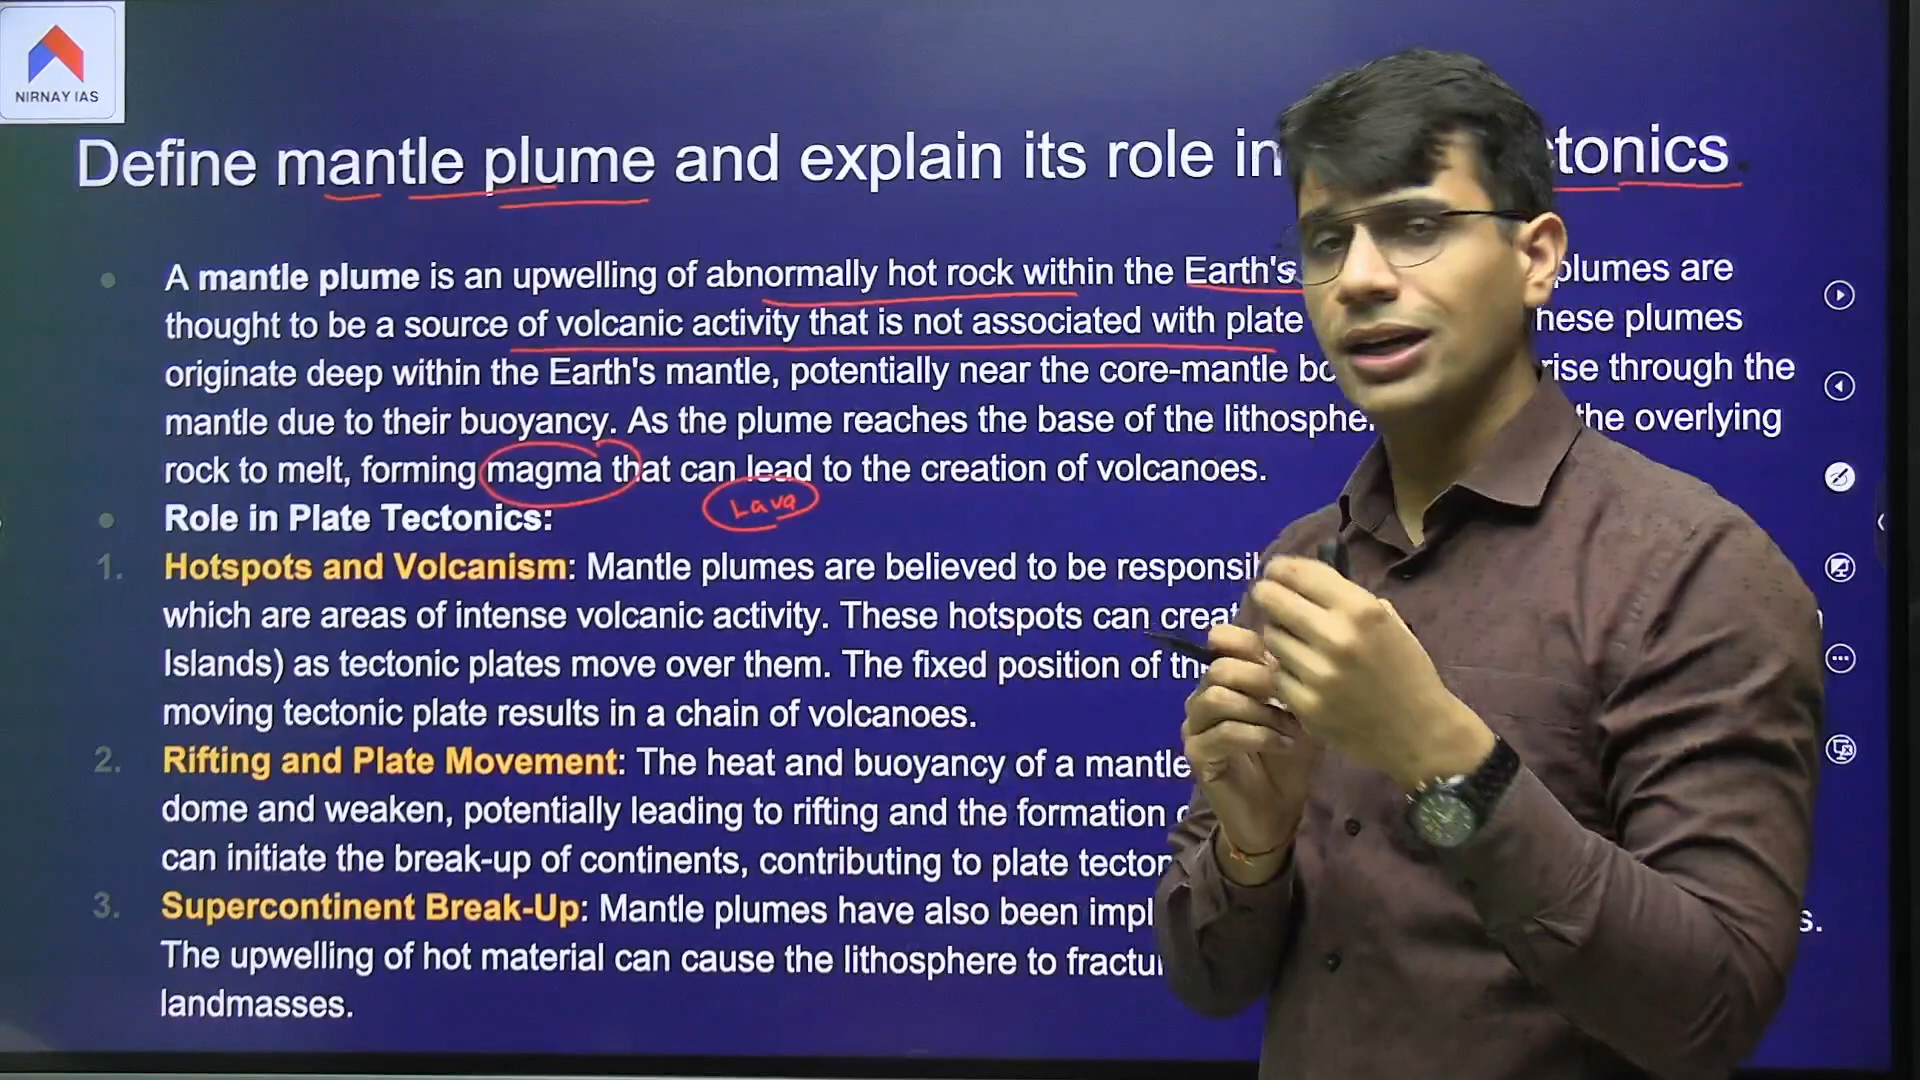 NIRNAY IAS
Define mantle plume and explain its role in tonics.
A mantle plume is an upwelling of abnormally hot rock within the Earth's plumes are
thought to be a source of volcanic activity that is not associated with plate hese plumes
originate deep within the Earth's mantle, potentially near the core-mantle rise through the
mantle due to their buoyancy. As the plume reaches the base of the the overlying
rock to melt, forming magma that can lead to the creation of volcanoes.
Lava
Role in Plate Tectonics:
1. Hotspots and Volcanism: Mantle plumes are believed to be
which are areas of intense volcanic activity. These hotspots can
Islands) as tectonic plates move over them. The fixed position of
moving tectonic plate results in a chain of volcanoes.
2. Rifting and Plate Movement: The heat and buoyancy of a mantle
dome and weaken, potentially leading to rifting and the formation
can initiate the break-up of continents, contributing to plate
3. Supercontinent Break-Up: Mantle plumes have also been s.
The upwelling of hot material can cause the lithosphere to
landmasses.